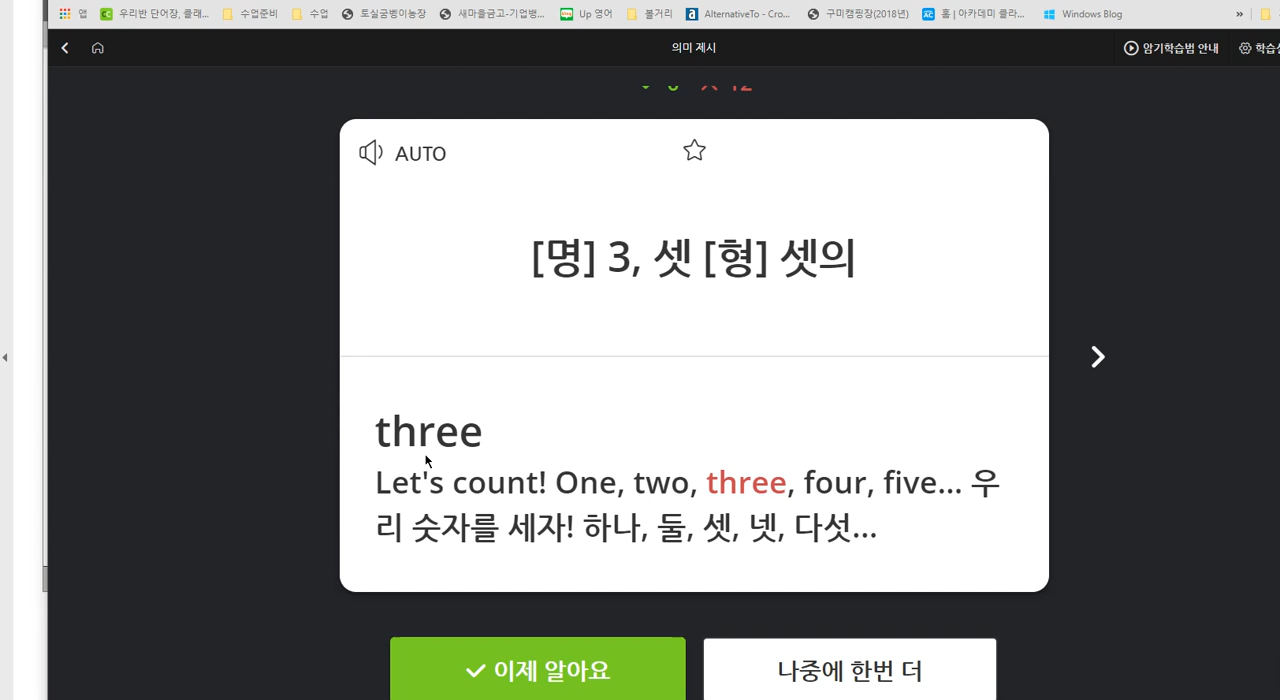 앱 우리반 단어장, 클래... 수업준비 수업 토실굼벵이농장 새마을금고-기업뱅... Up 영어 볼거리 AlternativeTo - Cro... 구미캠핑장(2018년) 홈 | 아카데미 클라... Windows Blog »
의미 제시 암기학습법 안내
AUTO
[명] 3, 셋 [형] 셋의
three
Let's count! One, two, three, four, five... 우
리 숫자를 세자! 하나, 둘, 셋, 넷, 다섯...
이제 알아요 나중에 한번 더